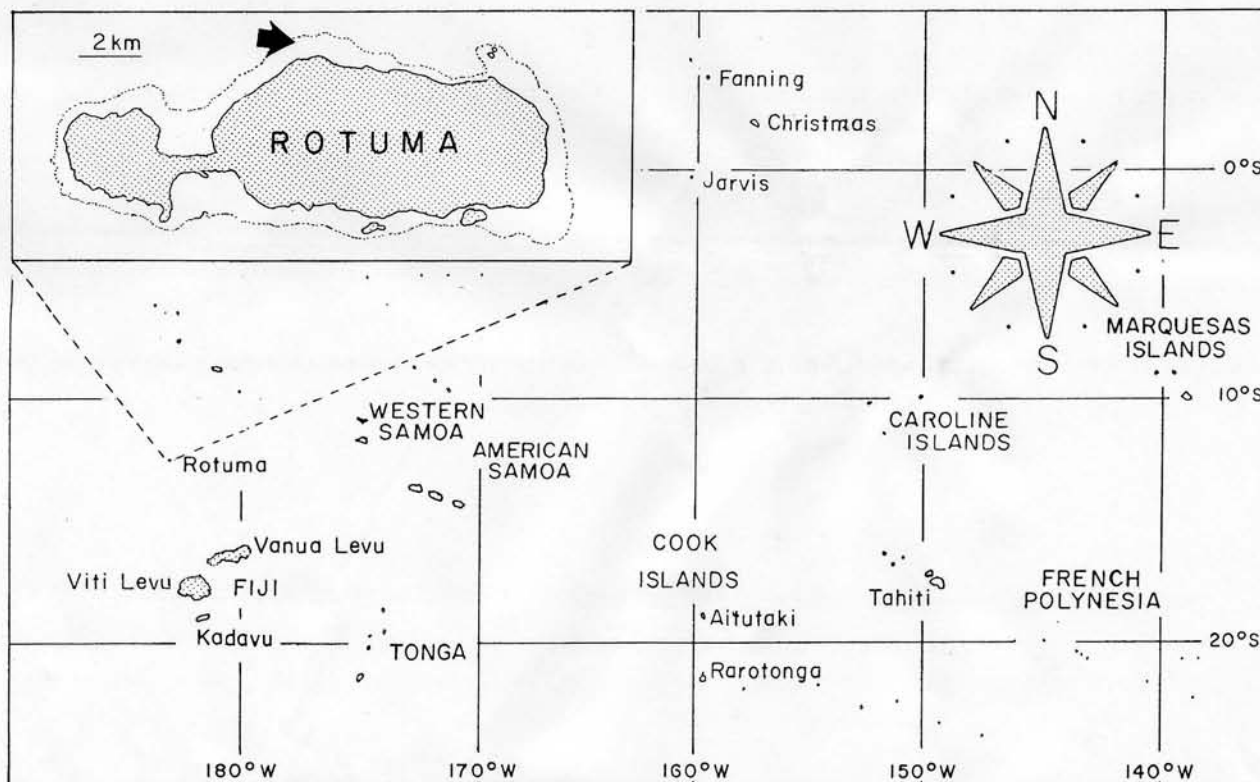 2 km
ROTUMA
Fanning
Christmas
Jarvis
N
W
E
S
0°S
MARQUESAS
ISLANDS
10°S
WESTERN
SAMOA
AMERICAN
SAMOA
CAROLINE
ISLANDS
Rotuma
Vanua Levu
Viti Levu
FIJI
Kadavu
TONGA
COOK
ISLANDS
Aitutaki
Rarotonga
Tahiti
FRENCH
POLYNESIA
20°S
180°W
170°W
160°W
150°W
140°W